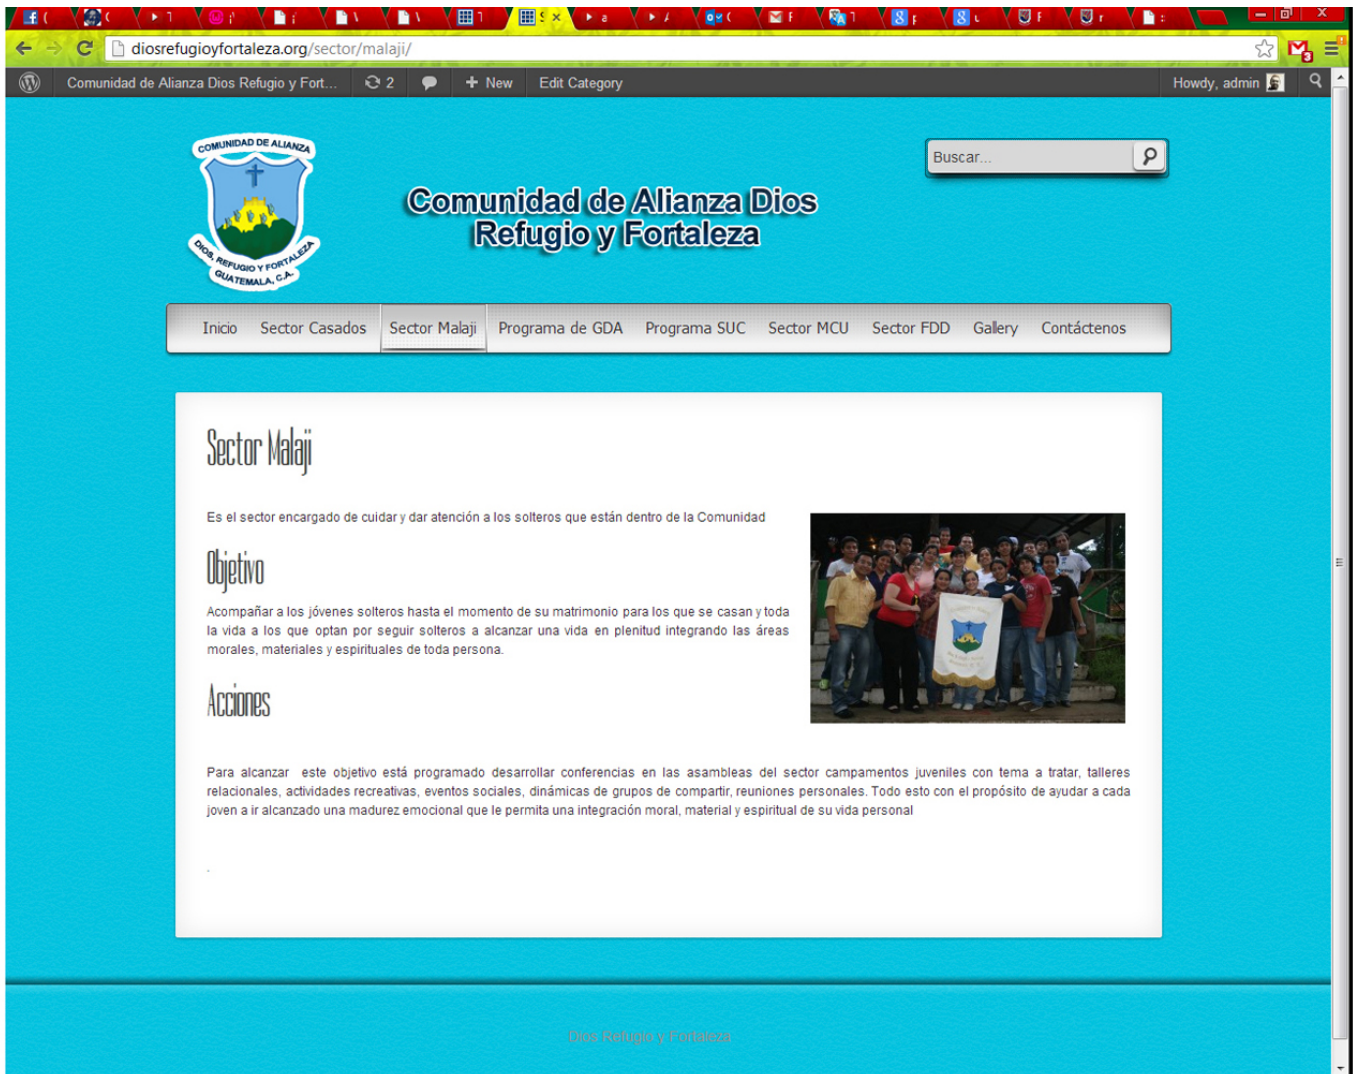 diosrefugioyfortaleza.org/sector/malaji/
3
Comunidad de Alianza Dios Refugio y Fort... 2 + New Edit Category Howdy, admin
COMUNIDAD DE ALIANZA
DIOS, REFUGIO Y FORTALEZA
GUATEMALA, C.A.
Buscar...
Comunidad de Alianza Dios
Refugio y Fortaleza
Inicio Sector Casados Sector Malaji Programa de GDA Programa SUC Sector MCU Sector FDD Gallery Contáctenos
Sector Malaji
Es el sector encargado de cuidar y dar atención a los solteros que están dentro de la Comunidad
Objetivo
Acompañar a los jóvenes solteros hasta el momento de su matrimonio para los que se casan y toda
la vida a los que optan por seguir solteros a alcanzar una vida en plenitud integrando las áreas
morales, materiales y espirituales de toda persona.
Acciones
Para alcanzar este objetivo está programado desarrollar conferencias en las asambleas del sector campamentos juveniles con tema a tratar, talleres
relacionales, actividades recreativas, eventos sociales, dinámicas de grupos de compartir, reuniones personales. Todo esto con el propósito de ayudar a cada
joven a ir alcanzado una madurez emocional que le permita una integración moral, material y espiritual de su vida personal
.
Dios Refugio y Fortaleza